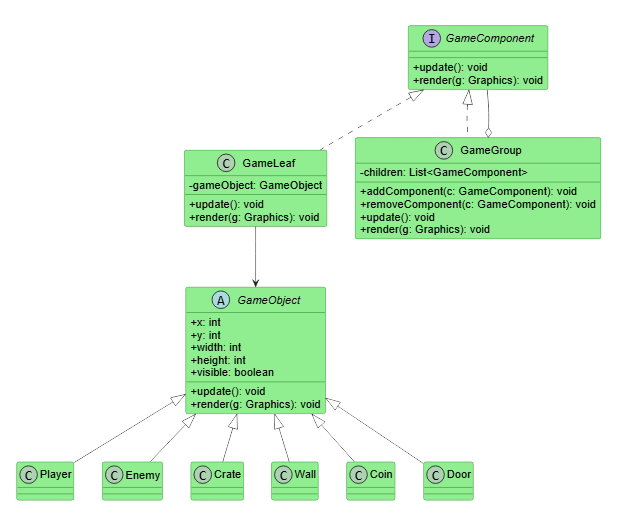 I GameComponent
+update(): void
+render(g: Graphics): void
C GameLeaf
-gameObject: GameObject
+update(): void
+render(g: Graphics): void
C GameGroup
-children: List<GameComponent>
+addComponent(c: GameComponent): void
+removeComponent(c: GameComponent): void
+update(): void
+render(g: Graphics): void
A GameObject
+x: int
+y: int
+width: int
+height: int
+visible: boolean
+update(): void
+render(g: Graphics): void
C Player
C Enemy
C Crate
C Wall
C Coin
C Door